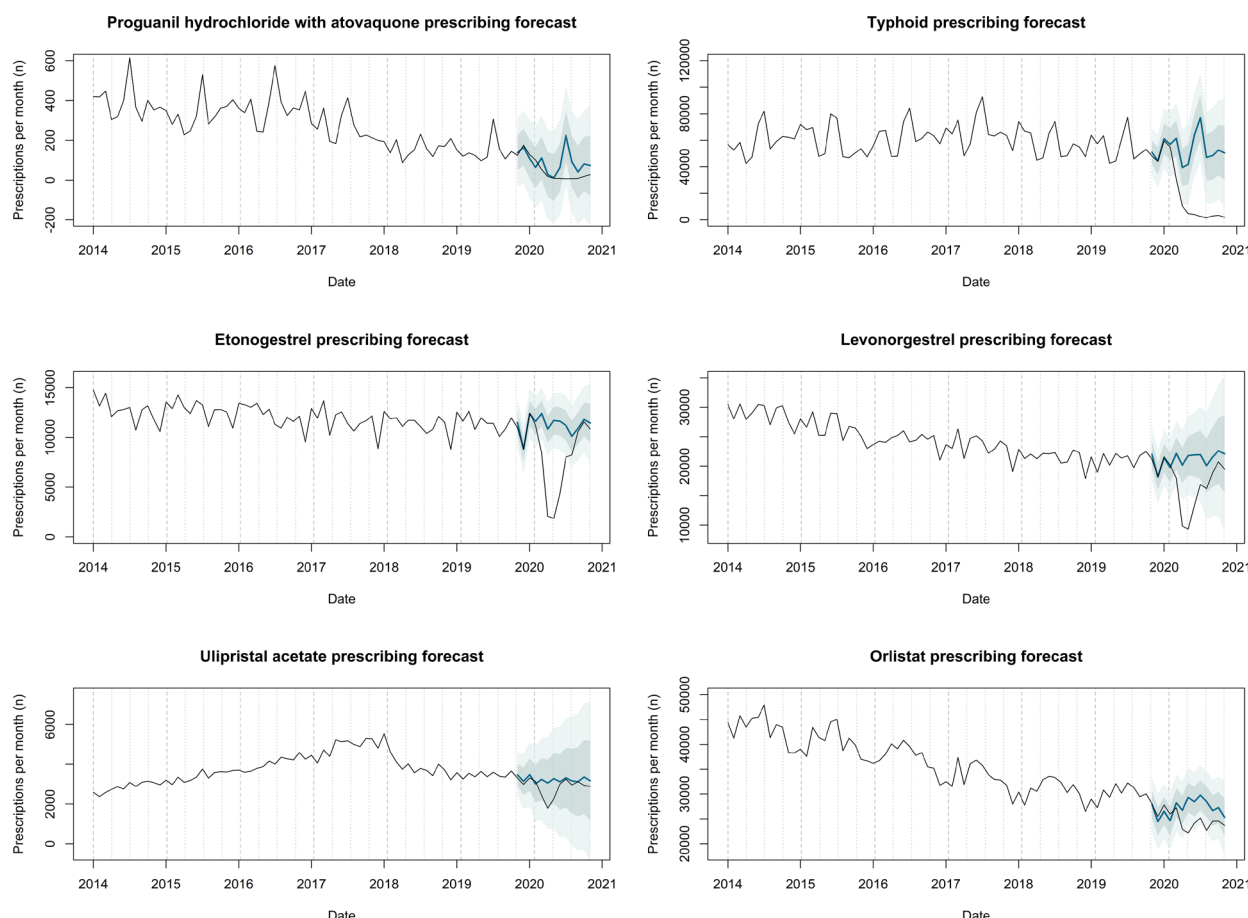 Proguanil hydrochloride with atovaquone prescribing forecast
Prescriptions per month (n)
600
400
200
0
-200
2014 2015 2016 2017 2018 2019 2020 2021
Date
Typhoid prescribing forecast
Prescriptions per month (n)
120000
80000
40000
0
2014 2015 2016 2017 2018 2019 2020 2021
Date
Etonogestrel prescribing forecast
Prescriptions per month (n)
15000
10000
5000
0
2014 2015 2016 2017 2018 2019 2020 2021
Date
Levonorgestrel prescribing forecast
Prescriptions per month (n)
30000
20000
10000
2014 2015 2016 2017 2018 2019 2020 2021
Date
Ulipristal acetate prescribing forecast
Prescriptions per month (n)
6000
2000
0
2014 2015 2016 2017 2018 2019 2020 2021
Date
Orlistat prescribing forecast
Prescriptions per month (n)
50000
40000
30000
20000
2014 2015 2016 2017 2018 2019 2020 2021
Date